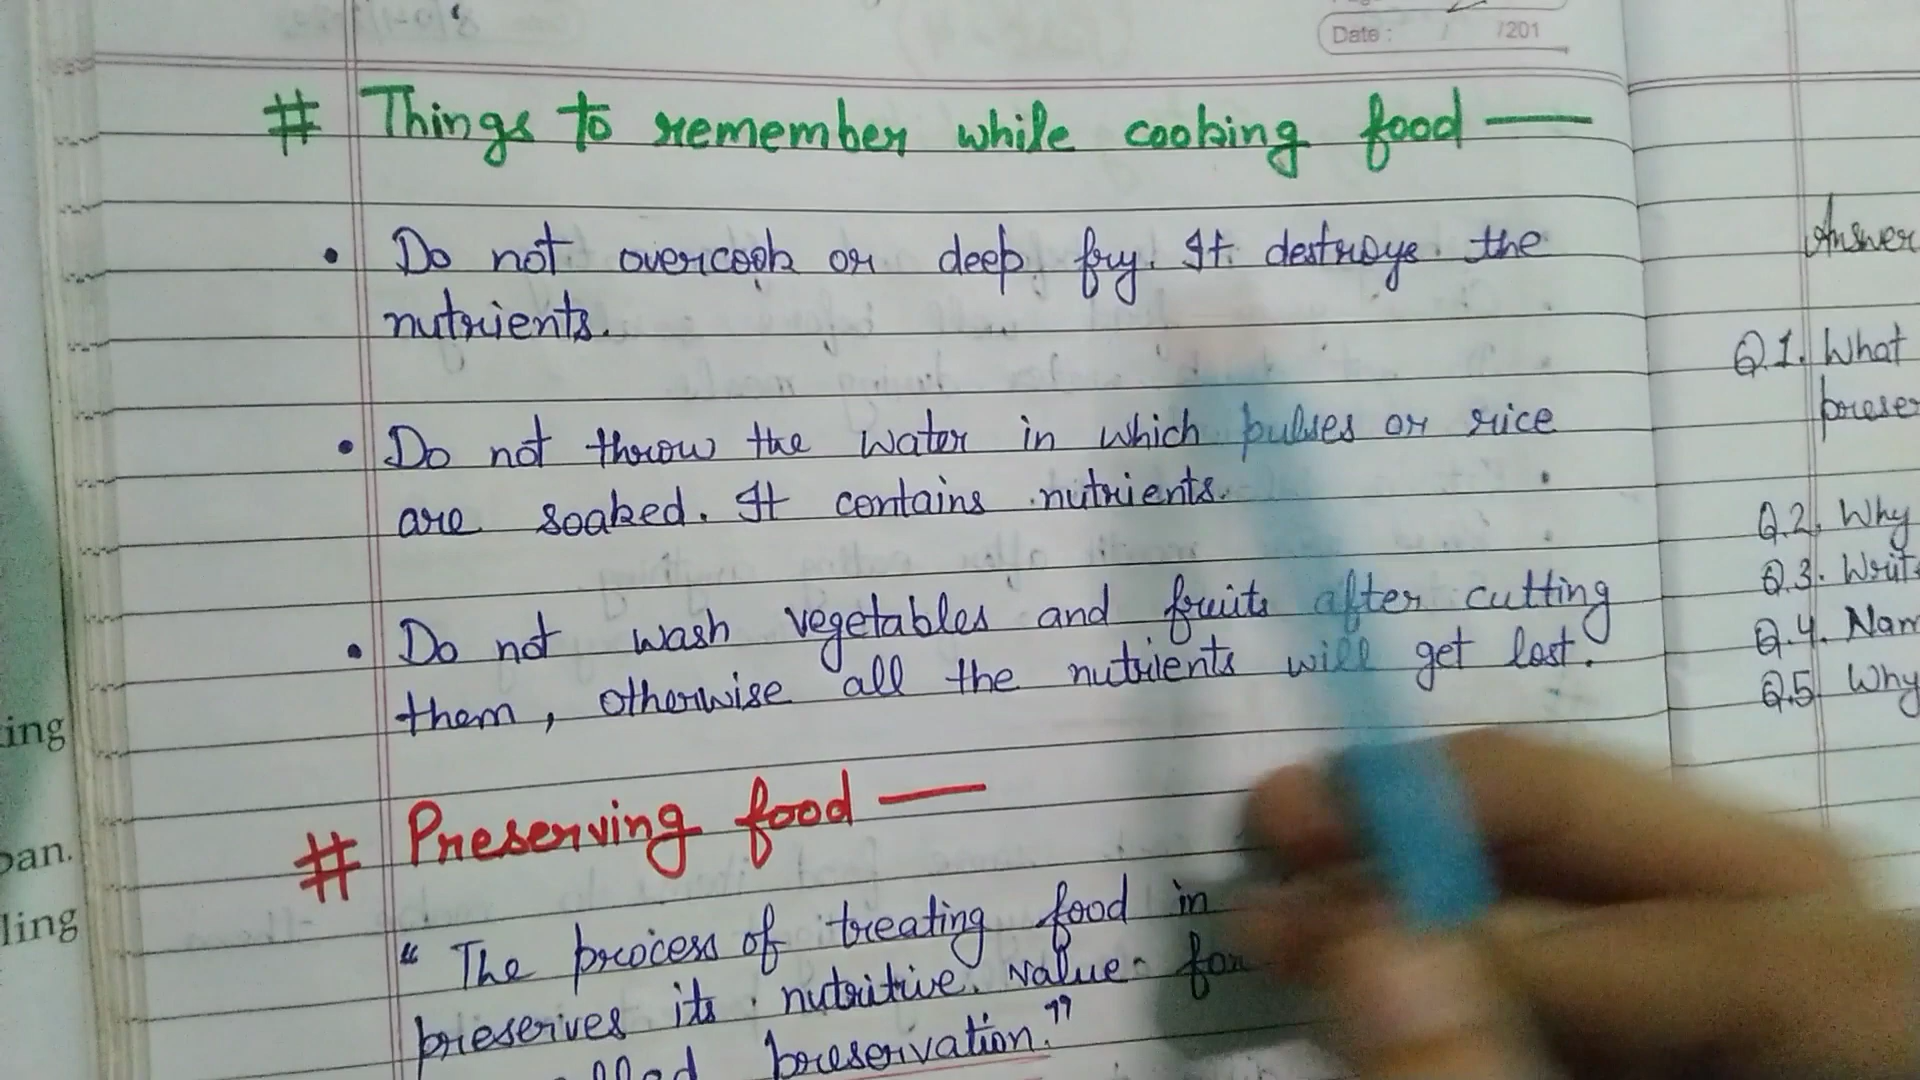 Date : / /201
# Things to remember while cooking food —
• Do not overcook or deep fry. It destroys the
nutrients.
• Do not throw the water in which pulses or rice
are soaked. It contains nutrients.
• Do not wash vegetables and fruits after cutting
them, otherwise all the nutrients will get lost.
# Preserving food —
" The process of treating food in
preserves its nutritive value for
preservation."
Answer
Q.1. What
Q.2. Why
Q.3.
Q.4.
Q.5 Why
ing
ling